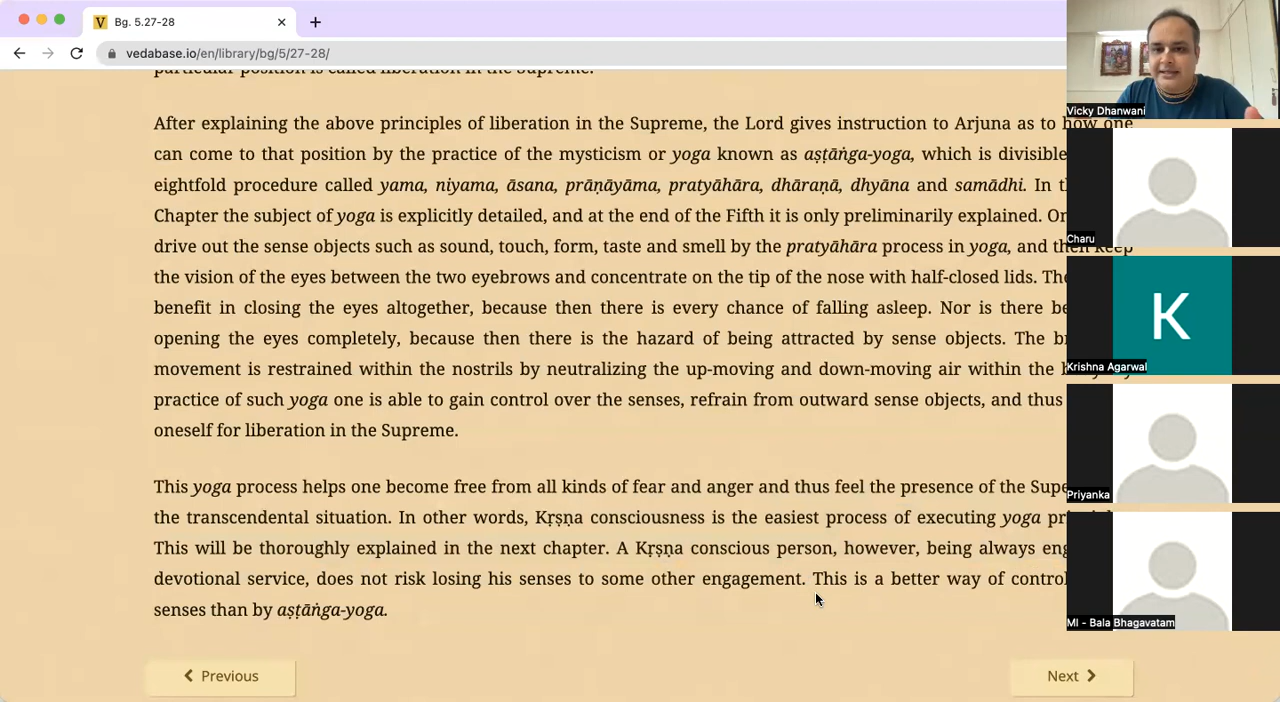 Bg. 5.27-28
vedabase.io/en/library/bg/5/27-28/
particular position is called liberation in the Supreme.
After explaining the above principles of liberation in the Supreme, the Lord gives instruction to Arjuna as to how one
can come to that position by the practice of the mysticism or yoga known as aṣṭāṅga-yoga, which is divisible
eightfold procedure called yama, niyama, āsana, prāṇāyāma, pratyāhāra, dhāraṇā, dhyāna and samādhi. In
Chapter the subject of yoga is explicitly detailed, and at the end of the Fifth it is only preliminarily explained.
drive out the sense objects such as sound, touch, form, taste and smell by the pratyāhāra process in yoga, and then keep
the vision of the eyes between the two eyebrows and concentrate on the tip of the nose with half-closed lids.
benefit in closing the eyes altogether, because then there is every chance of falling asleep. Nor is there
opening the eyes completely, because then there is the hazard of being attracted by sense objects. The
movement is restrained within the nostrils by neutralizing the up-moving and down-moving air within the
practice of such yoga one is able to gain control over the senses, refrain from outward sense objects, and thus
oneself for liberation in the Supreme.
This yoga process helps one become free from all kinds of fear and anger and thus feel the presence of the
the transcendental situation. In other words, Kṛṣṇa consciousness is the easiest process of executing yoga
This will be thoroughly explained in the next chapter. A Kṛṣṇa conscious person, however, being always
devotional service, does not risk losing his senses to some other engagement. This is a better way of
senses than by aṣṭāṅga-yoga.
Previous
Next
Vicky Dhanwani
Charu
K
Krishna Agarwal
Priyanka
MI - Bala Bhagavatam